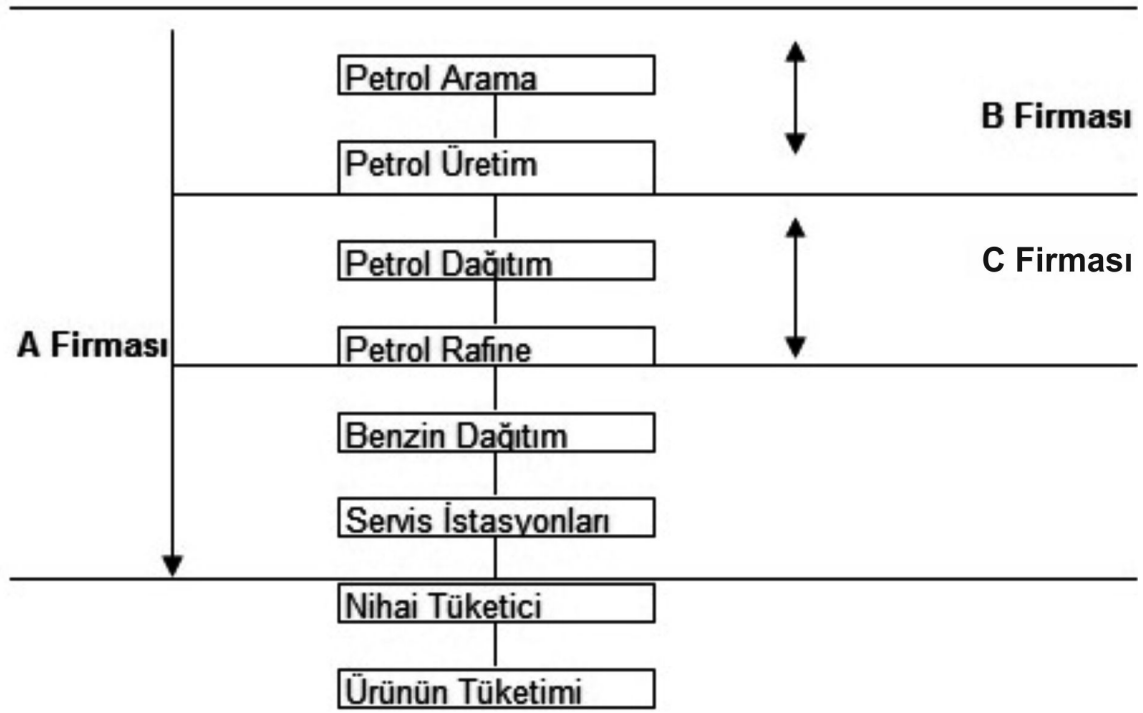 Petrol Arama
B Firması
Petrol Üretim
Petrol Dağıtım
C Firması
A Firması
Petrol Rafine
Benzin Dağıtım
Servis İstasyonları
Nihai Tüketici
Ürünün Tüketimi